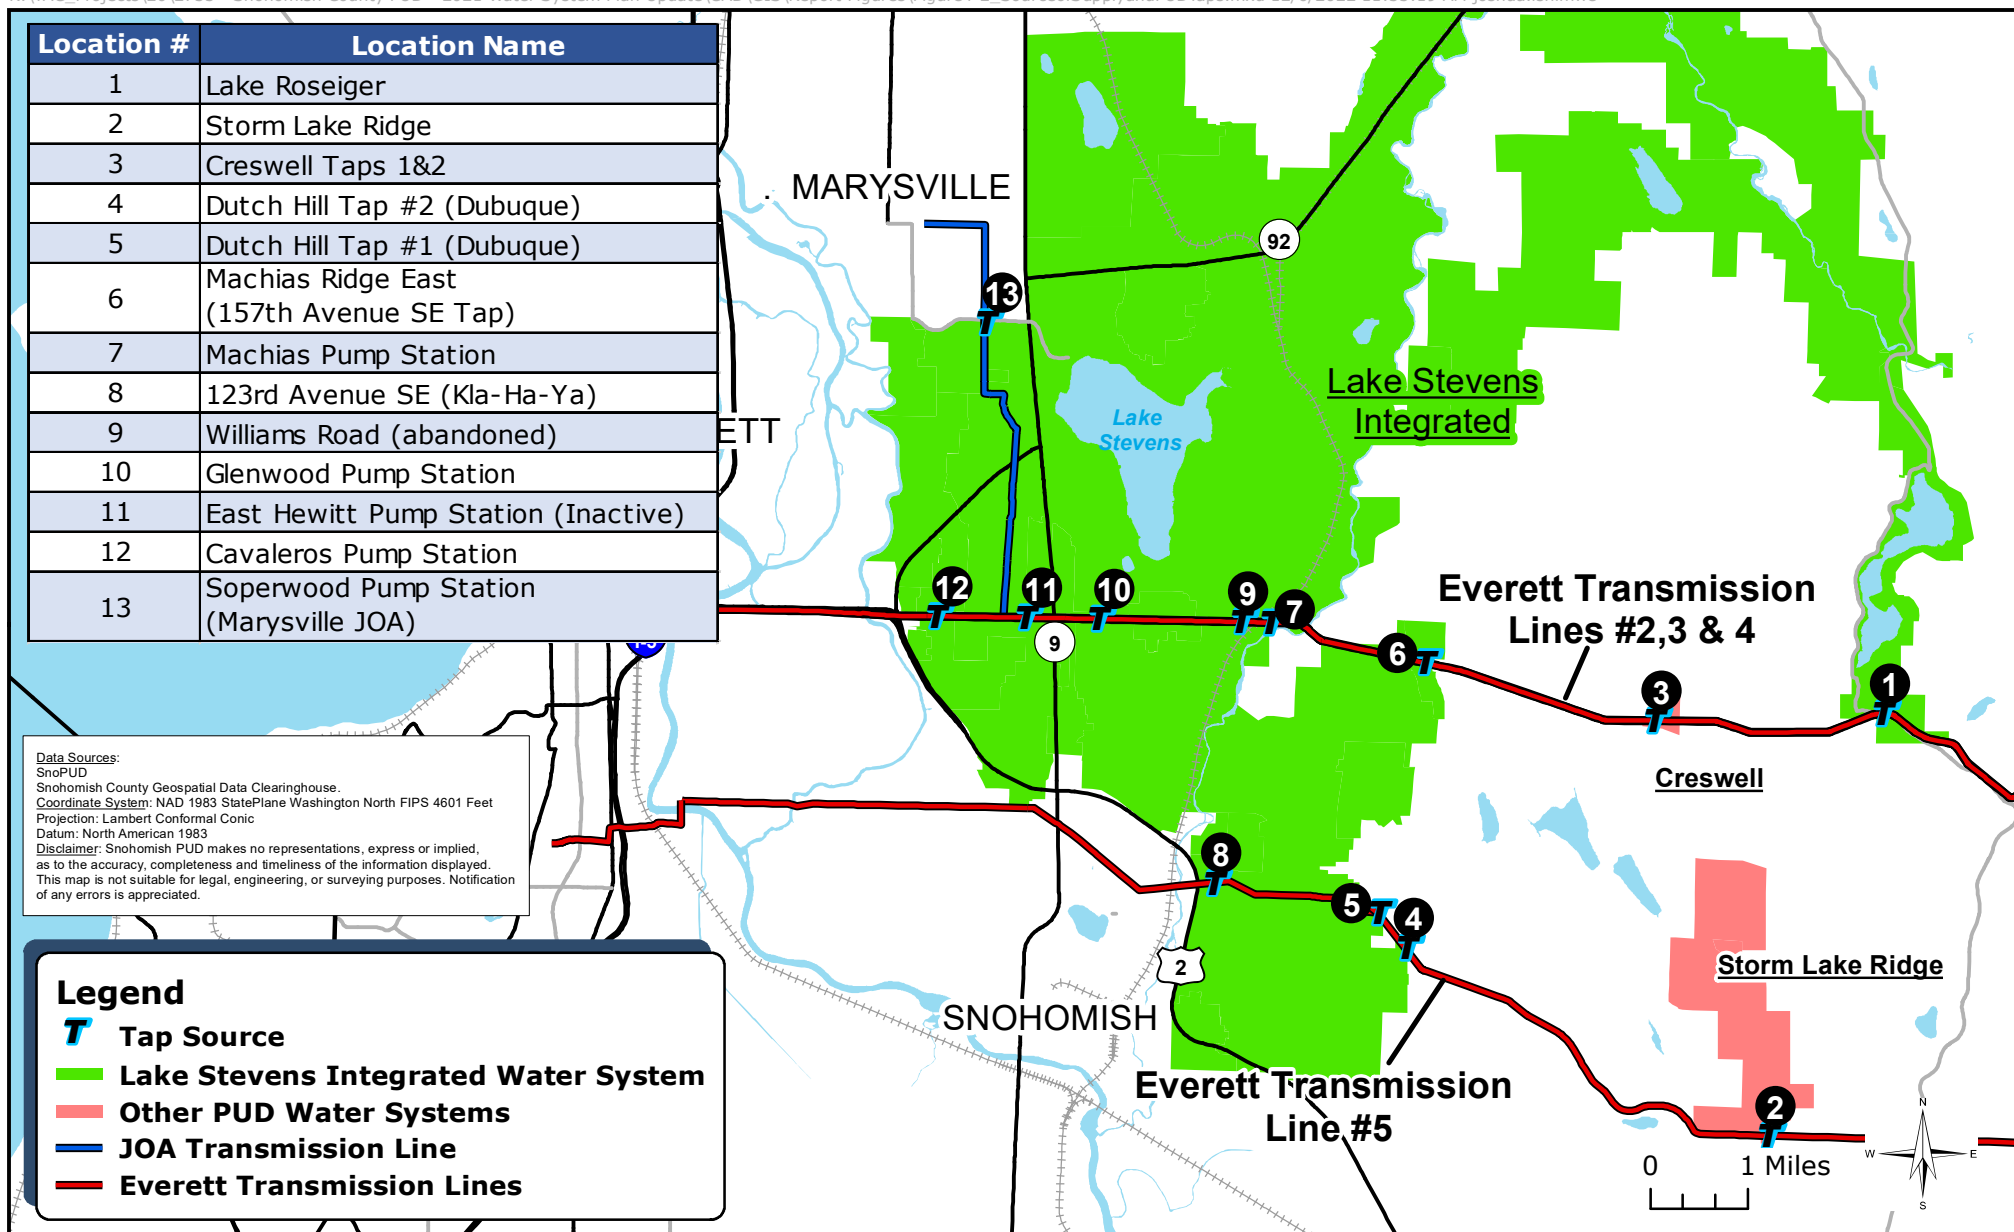 Location # Location Name
1 Lake Roseiger
2 Storm Lake Ridge
3 Creswell Taps 1&2
4 Dutch Hill Tap #2 (Dubuque)
5 Dutch Hill Tap #1 (Dubuque)
6 Machias Ridge East
(157th Avenue SE Tap)
7 Machias Pump Station
8 123rd Avenue SE (Kla-Ha-Ya)
9 Williams Road (abandoned)
10 Glenwood Pump Station
11 East Hewitt Pump Station (Inactive)
12 Cavaleros Pump Station
13 Soperwood Pump Station
(Marysville JOA)
MARYSVILLE
92
13
Lake Stevens
Integrated
Lake
Stevens
ETT
12
11
10
9
7
9
6
Everett Transmission
Lines #2,3 & 4
3
1
Creswell
8
5
4
2
Storm Lake Ridge
SNOHOMISH
Everett Transmission
Line #5
2
Data Sources:
SnoPUD
Snohomish County Geospatial Data Clearinghouse.
Coordinate System: NAD 1983 StatePlane Washington North FIPS 4601 Feet
Projection: Lambert Conformal Conic
Datum: North American 1983
Disclaimer: Snohomish PUD makes no representations, express or implied,
as to the accuracy, completeness and timeliness of the information displayed.
This map is not suitable for legal, engineering, or surveying purposes. Notification
of any errors is appreciated.
Legend
T Tap Source
Lake Stevens Integrated Water System
Other PUD Water Systems
JOA Transmission Line
Everett Transmission Lines
0 1 Miles
N
W E
S